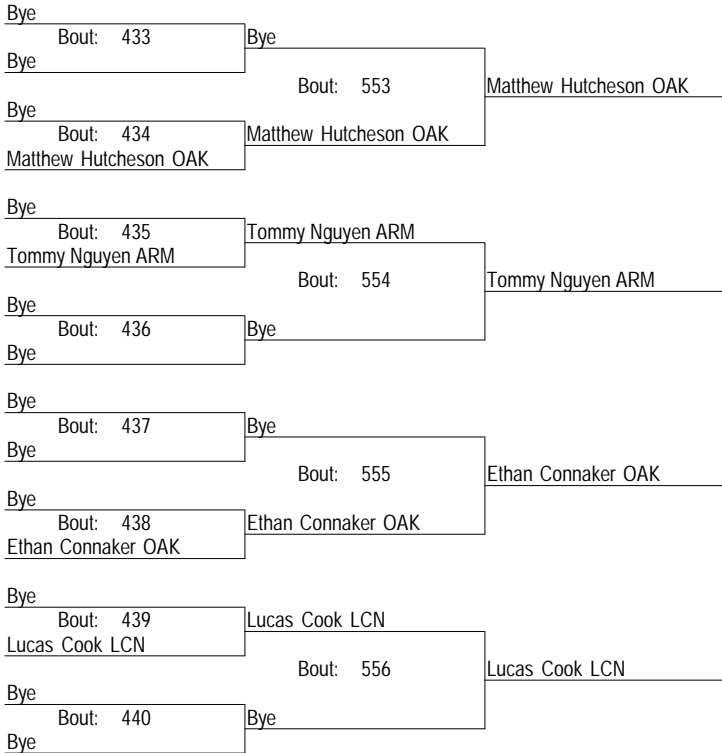 Bye
Bout: 433 Bye
Bye
Bout: 553 Matthew Hutcheson OAK
Bye
Bout: 434 Matthew Hutcheson OAK
Matthew Hutcheson OAK
Bye
Bout: 435 Tommy Nguyen ARM
Tommy Nguyen ARM
Bout: 554 Tommy Nguyen ARM
Bye
Bout: 436 Bye
Bye
Bye
Bout: 437 Bye
Bye
Bout: 555 Ethan Connaker OAK
Bye
Bout: 438 Ethan Connaker OAK
Ethan Connaker OAK
Bye
Bout: 439 Lucas Cook LCN
Lucas Cook LCN
Bout: 556 Lucas Cook LCN
Bye
Bout: 440 Bye
Bye